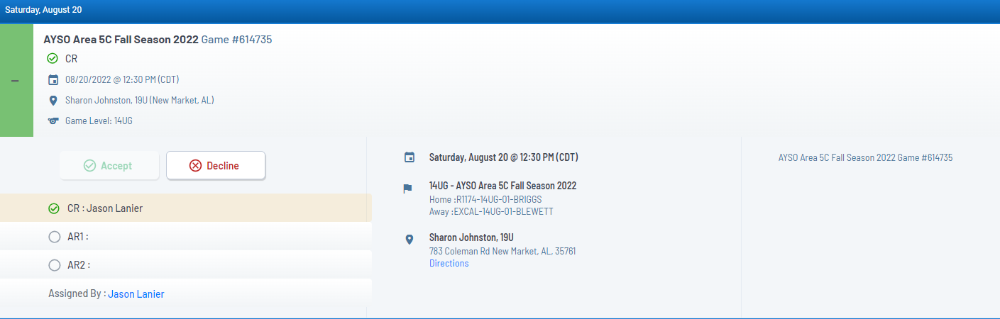 Saturday, August 20
AYSO Area 5C Fall Season 2022 Game #614735
CR
08/20/2022 @ 12:30 PM (CDT)
Sharon Johnston, 19U (New Market, AL)
Game Level: 14UG
Accept
Decline
CR : Jason Lanier
AR1 :
AR2 :
Assigned By : Jason Lanier
Saturday, August 20 @ 12:30 PM (CDT)
14UG - AYSO Area 5C Fall Season 2022
Home :R1174-14UG-01-BRIGGS
Away :EXCAL-14UG-01-BLEWETT
Sharon Johnston, 19U
783 Coleman Rd New Market, AL, 35761
Directions
AYSO Area 5C Fall Season 2022 Game #614735